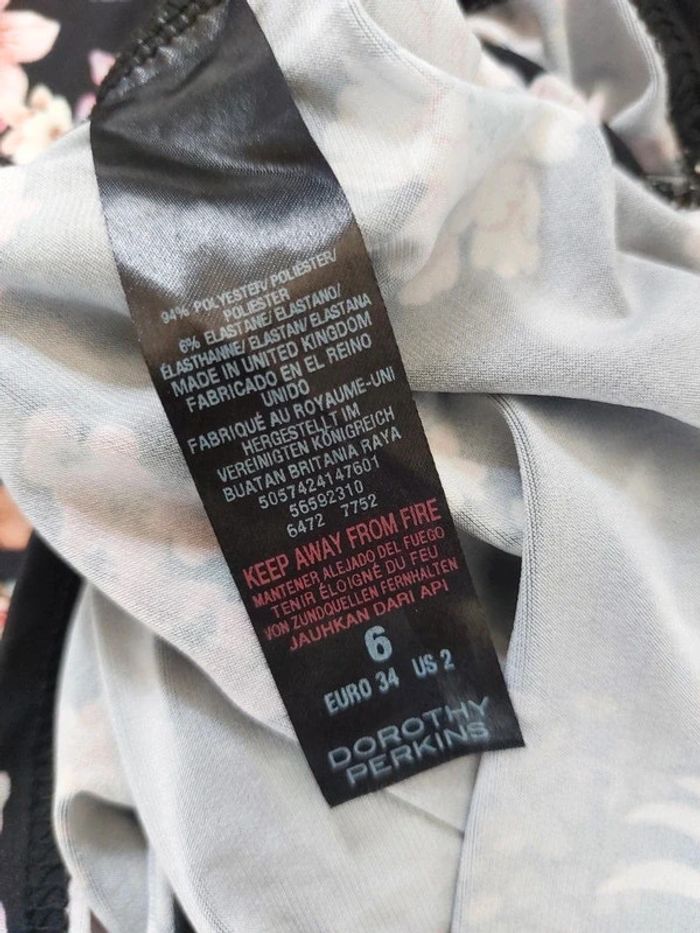 94% POLYESTER/ POLIESTER/
POLIESTER
6% ELASTANE/ ELASTANO/
ÉLASTHANNE/ ELASTAN/ ELASTANA
MADE IN UNITED KINGDOM
FABRICADO EN EL REINO
UNIDO
FABRIQUÉ AU ROYAUME-UNI
HERGESTELLT IM
VEREINIGTEN KÖNIGREICH
BUATAN BRITANIA RAYA
5057424147601
56592310
6472 7752
KEEP AWAY FROM FIRE
MANTENER ALEJADO DEL FUEGO
TENIR ÉLOIGNÉ DU FEU
VON ZUNDQUELLEN FERNHALTEN
JAUHKAN DARI API
6
EURO 34 US 2
DOROTHY
PERKINS